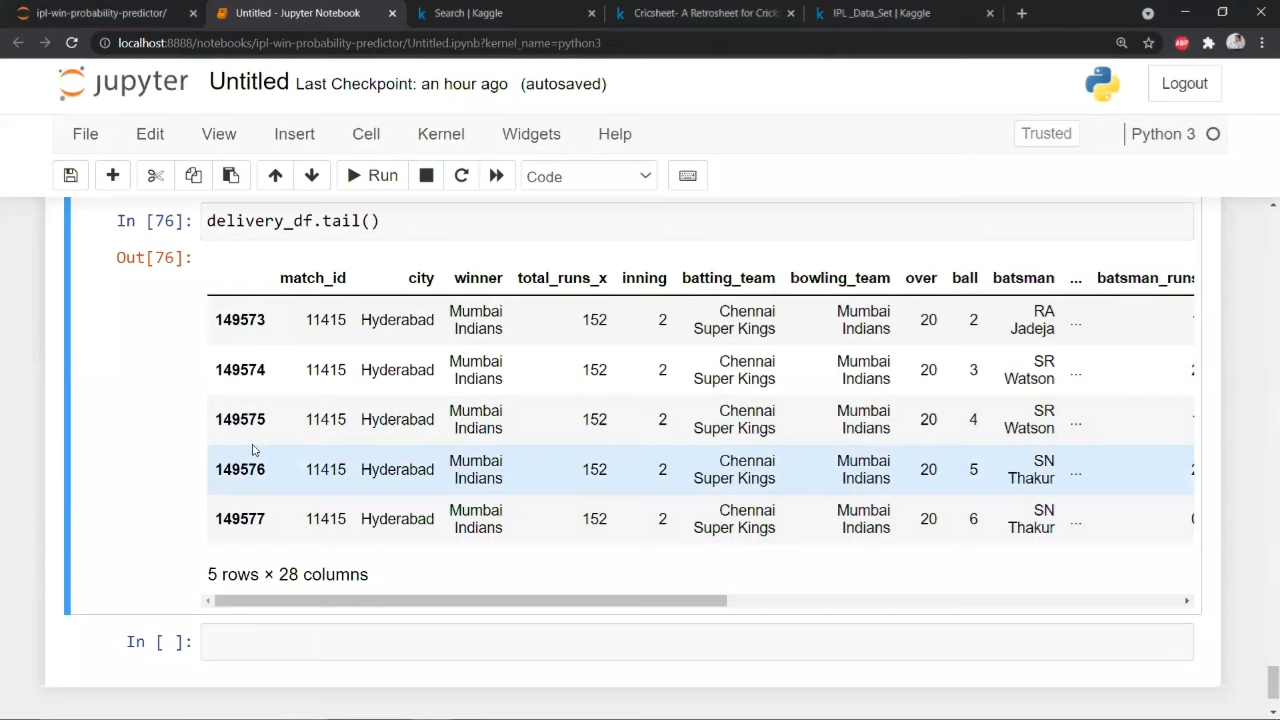 ipl-win-probability-predictor/
Untitled - Jupyter Notebook
Search | Kaggle
Cricsheet- A Retrosheet for Crick
IPL _Data_Set | Kaggle
localhost:8888/notebooks/ipl-win-probability-predictor/Untitled.ipynb?kernel_name=python3
ABP
jupyter Untitled Last Checkpoint: an hour ago (autosaved)
Logout
File Edit View Insert Cell Kernel Widgets Help
Trusted Python 3
Run Code
In [76]: delivery_df.tail()
Out[76]:
match_id city winner total_runs_x inning batting_team bowling_team over ball batsman ... batsman_runs
149573 11415 Hyderabad Mumbai Indians 152 2 Chennai Super Kings Mumbai Indians 20 2 RA Jadeja ...
149574 11415 Hyderabad Mumbai Indians 152 2 Chennai Super Kings Mumbai Indians 20 3 SR Watson ...
149575 11415 Hyderabad Mumbai Indians 152 2 Chennai Super Kings Mumbai Indians 20 4 SR Watson ...
149576 11415 Hyderabad Mumbai Indians 152 2 Chennai Super Kings Mumbai Indians 20 5 SN Thakur ...
149577 11415 Hyderabad Mumbai Indians 152 2 Chennai Super Kings Mumbai Indians 20 6 SN Thakur ...
5 rows × 28 columns
In [ ]: